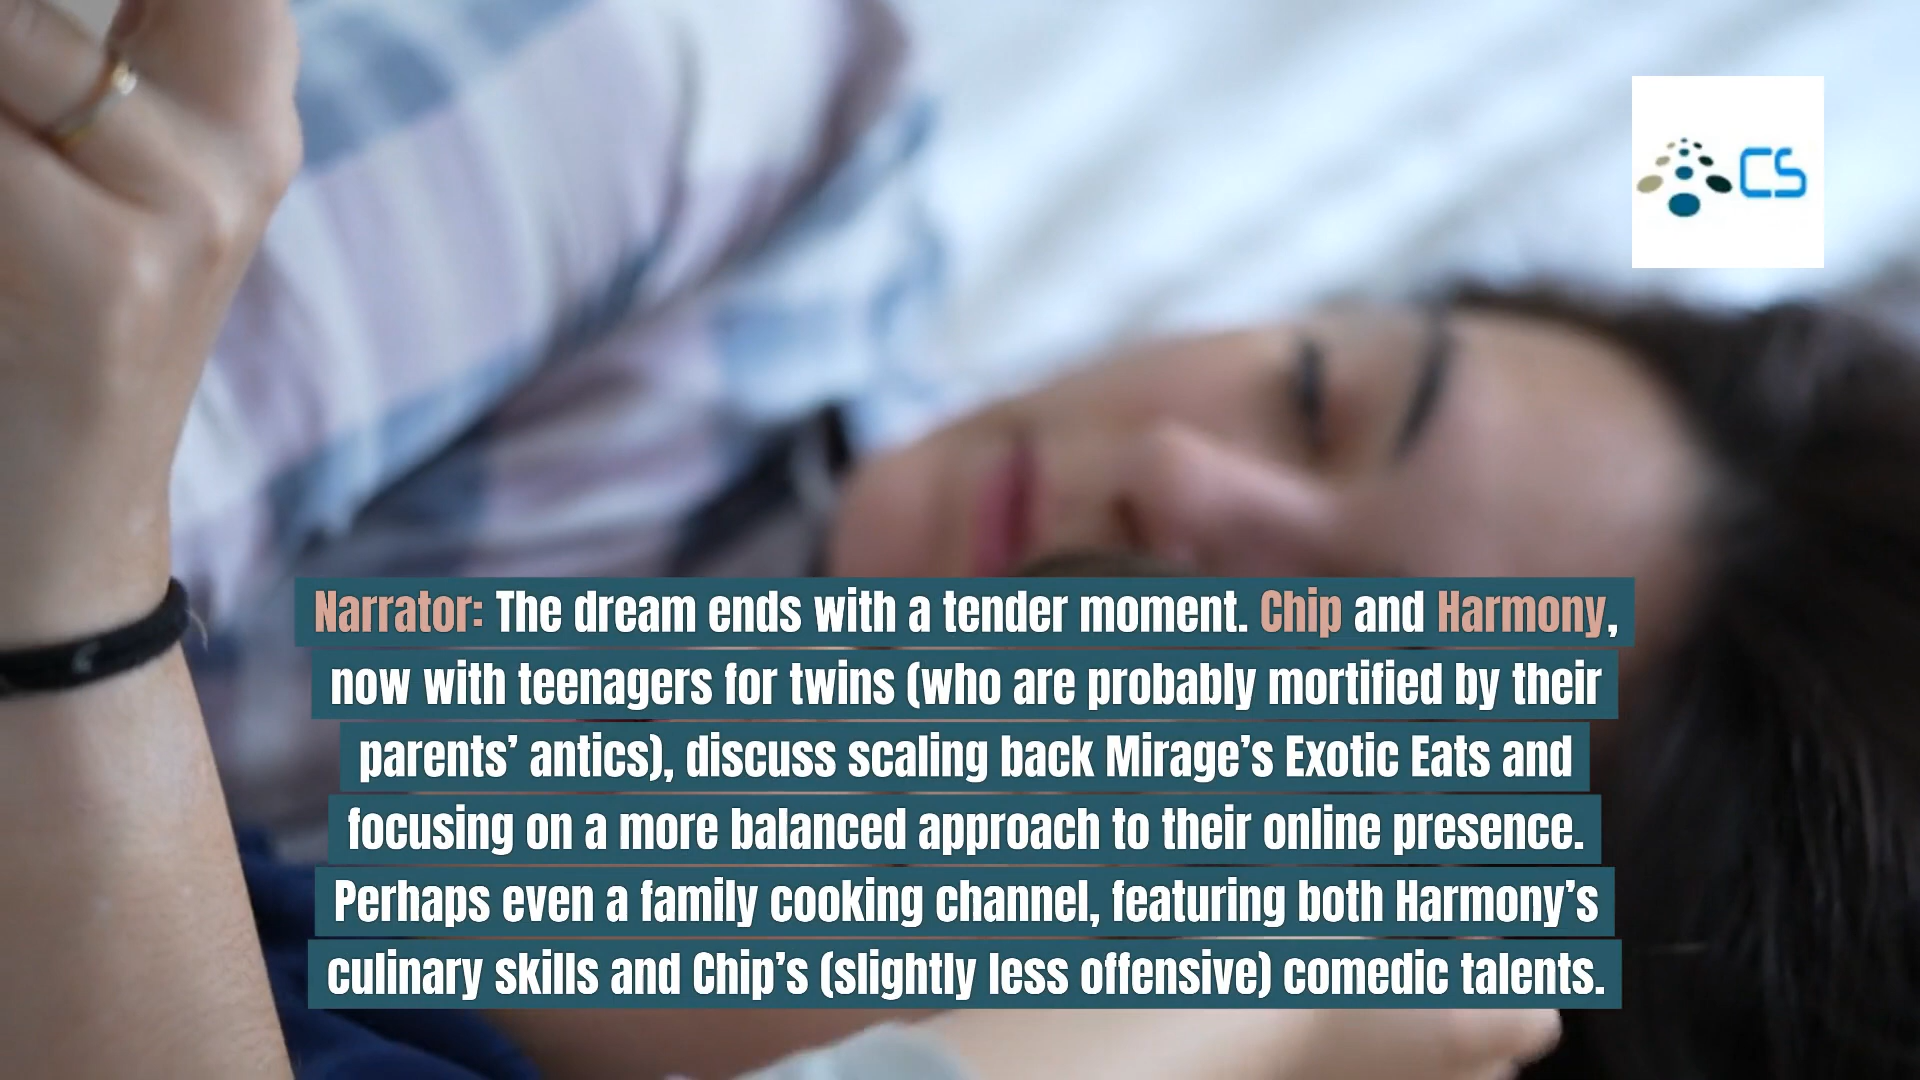 CS
Narrator: The dream ends with a tender moment. Chip and Harmony,
now with teenagers for twins (who are probably mortified by their
parents’ antics), discuss scaling back Mirage’s Exotic Eats and
focusing on a more balanced approach to their online presence.
Perhaps even a family cooking channel, featuring both Harmony’s
culinary skills and Chip’s (slightly less offensive) comedic talents.